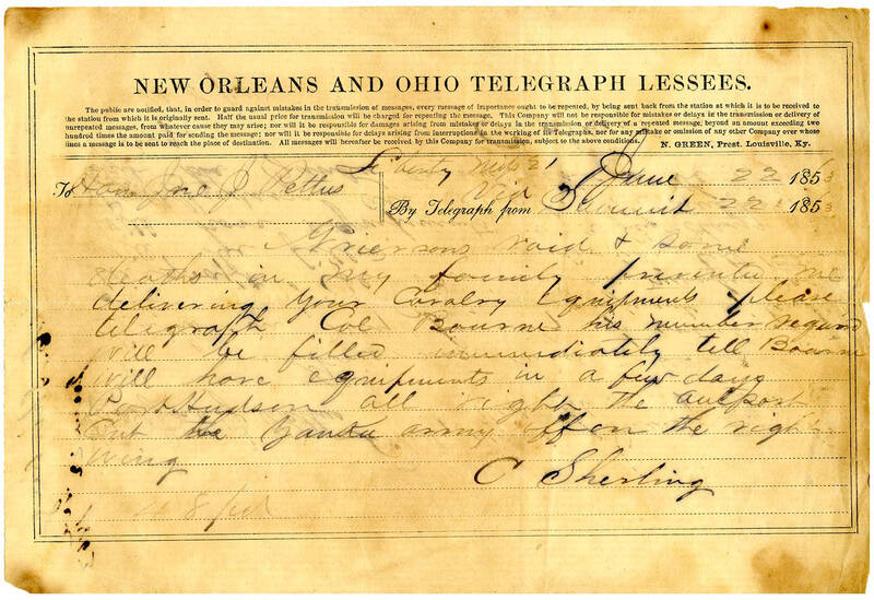 NEW ORLEANS AND OHIO TELEGRAPH LESSEES.
The public are notified, that, in order to guard against mistakes in the transmission of messages, every message of importance ought to be repeated, by being sent back from the station at which it is to be received to
the station from which it is originally sent. Half the usual price for transmission will be charged for repeating the message. This Company will not be responsible for mistakes or delays in the transmission or delivery of
unrepeated messages, from whatever cause they may arise; nor will it be responsible for damages arising from mistakes or delays in the transmission or delivery of a repeated message, beyond an amount exceeding two
hundred times the amount paid for sending the message; nor will it be responsible for delays arising from interruptions in the working of its Telegraphs, nor for any mistake or omission of any other Company over whose
lines a message is to be sent to reach the place of destination. All messages will hereafter be received by this Company for transmission, subject to the above conditions. N. GREEN, Prest. Louisville, Ky.
Liberty Miss 21 June 22 1863
To Hon Jno J Pettus
By Telegraph from Summit 22 1853
Griersons raid & Some
deaths in my family prevented me
delivering your Cavalry Equipments please
telegraph Col Bourne his number
will be filled immediately tell Bourne
will have equipments in a few days
Port Hudson all right the
Cut the Yankee army off on the right
wing
C Sherling